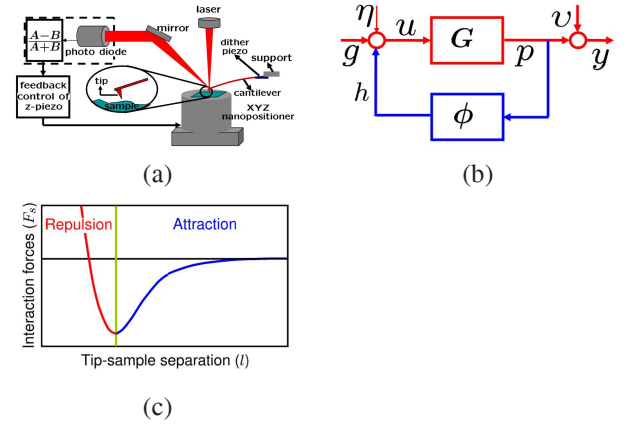 laser
mirror
A−B
A+B
photo diode
dither
piezo
support
feedback
control of
z-piezo
tip
sample
cantilever
XYZ
nanopositioner
(a)
η
υ
g
u
G
p
y
h
ϕ
(b)
Repulsion
Attraction
Interaction forces (Fₛ)
Tip-sample separation (l)
(c)